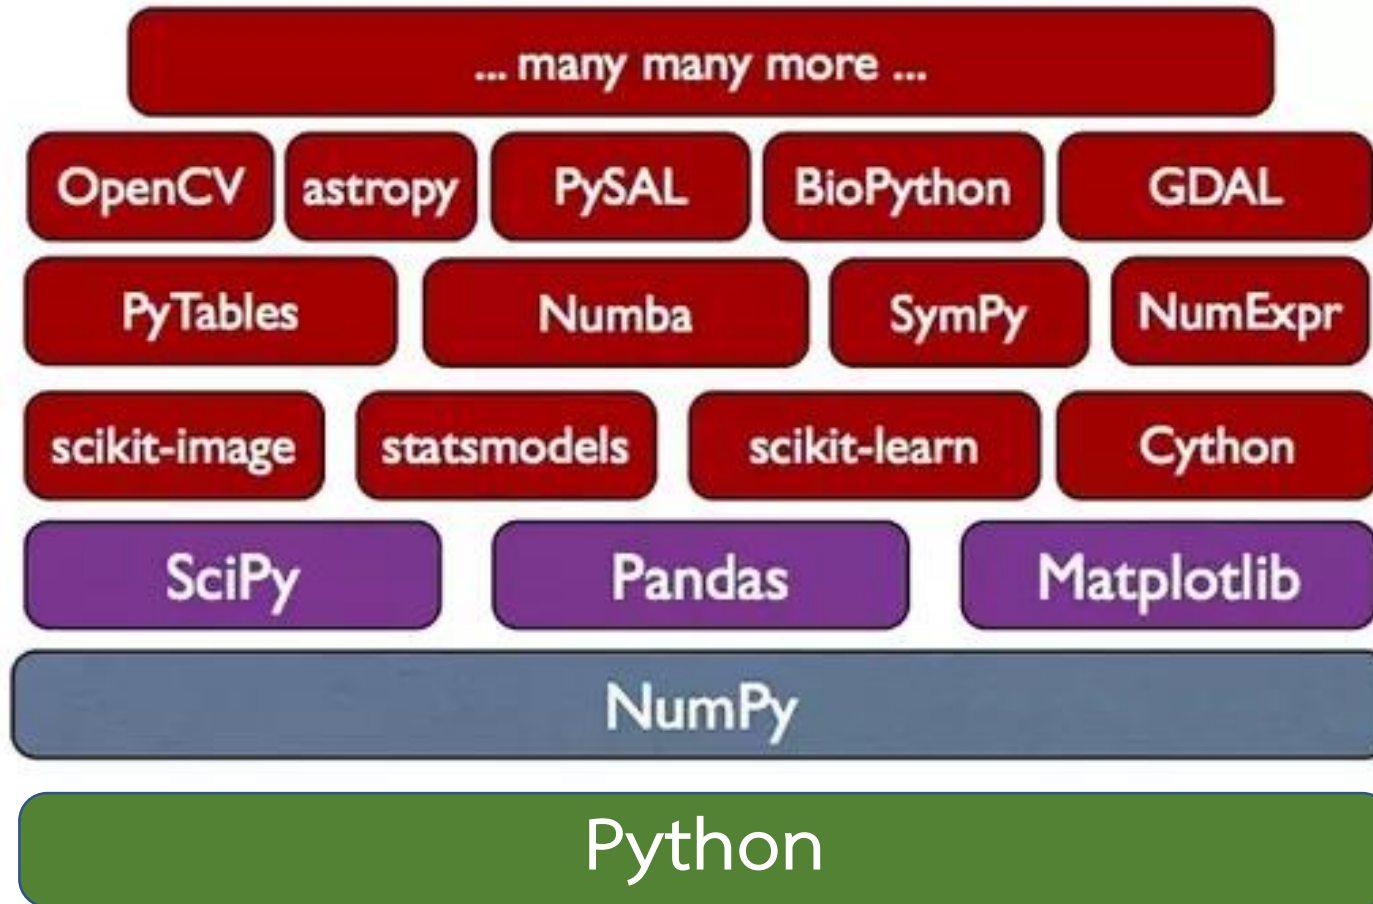 ... many many more ...
OpenCV astropy PySAL BioPython GDAL
PyTables Numba SymPy NumExpr
scikit-image statsmodels scikit-learn Cython
SciPy Pandas Matplotlib
NumPy
Python